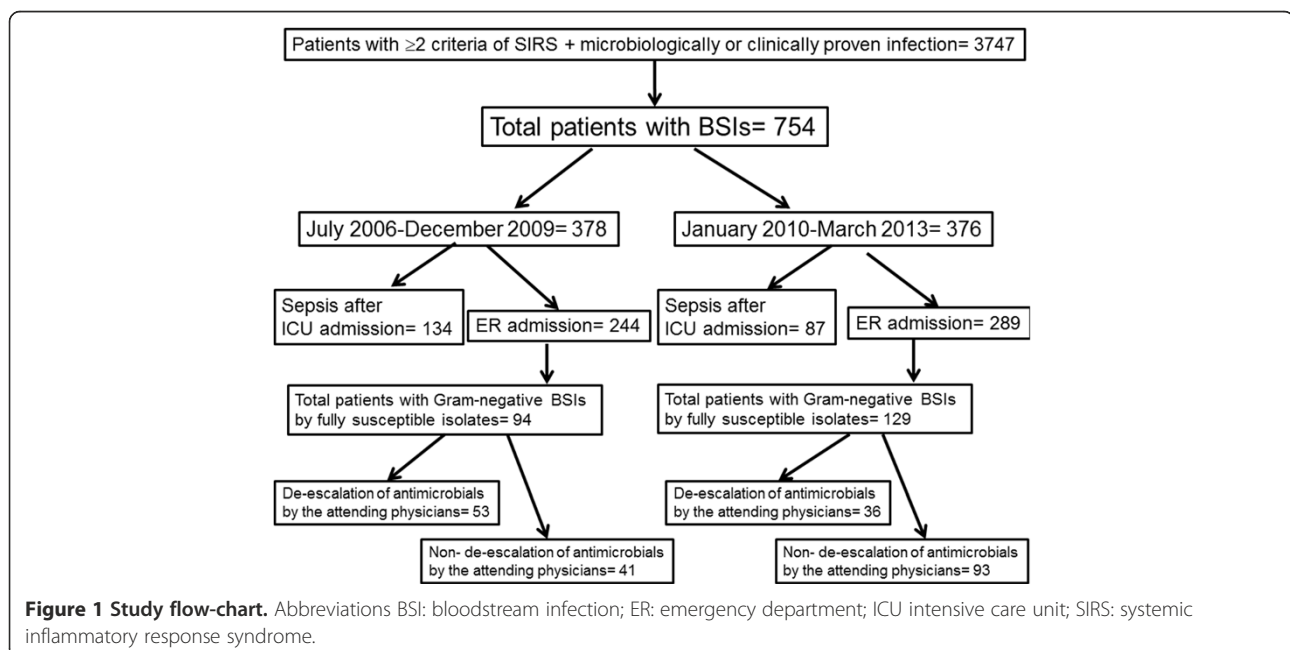 Patients with ≥2 criteria of SIRS + microbiologically or clinically proven infection= 3747
Total patients with BSIs= 754
July 2006-December 2009= 378
January 2010-March 2013= 376
Sepsis after
ICU admission= 134
ER admission= 244
Sepsis after
ICU admission= 87
ER admission= 289
Total patients with Gram-negative BSIs
by fully susceptible isolates= 94
Total patients with Gram-negative BSIs
by fully susceptible isolates= 129
De-escalation of antimicrobials
by the attending physicians= 53
Non- de-escalation of antimicrobials
by the attending physicians= 41
De-escalation of antimicrobials
by the attending physicians= 36
Non- de-escalation of antimicrobials
by the attending physicians= 93
Figure 1 Study flow-chart. Abbreviations BSI: bloodstream infection; ER: emergency department; ICU intensive care unit; SIRS: systemic
inflammatory response syndrome.